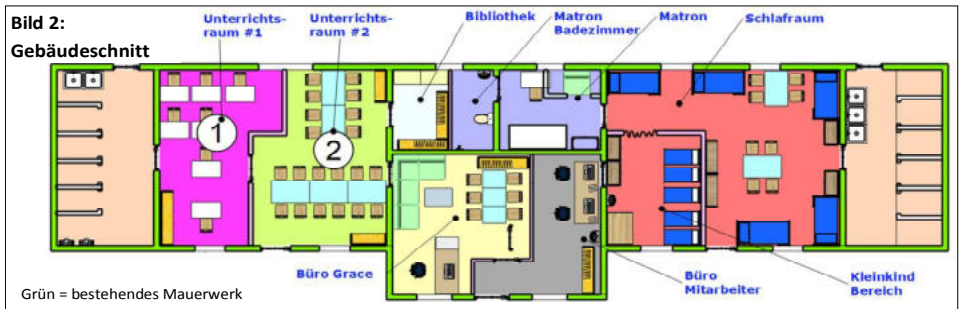 Bild 2:
Gebäudeschnitt
Unterrichts-
raum #1
Unterrichts-
raum #2
Bibliothek
Matron
Badezimmer
Matron
Schlafraum
1
2
Büro Grace
Büro
Mitarbeiter
Kleinkind
Bereich
Grün = bestehendes Mauerwerk